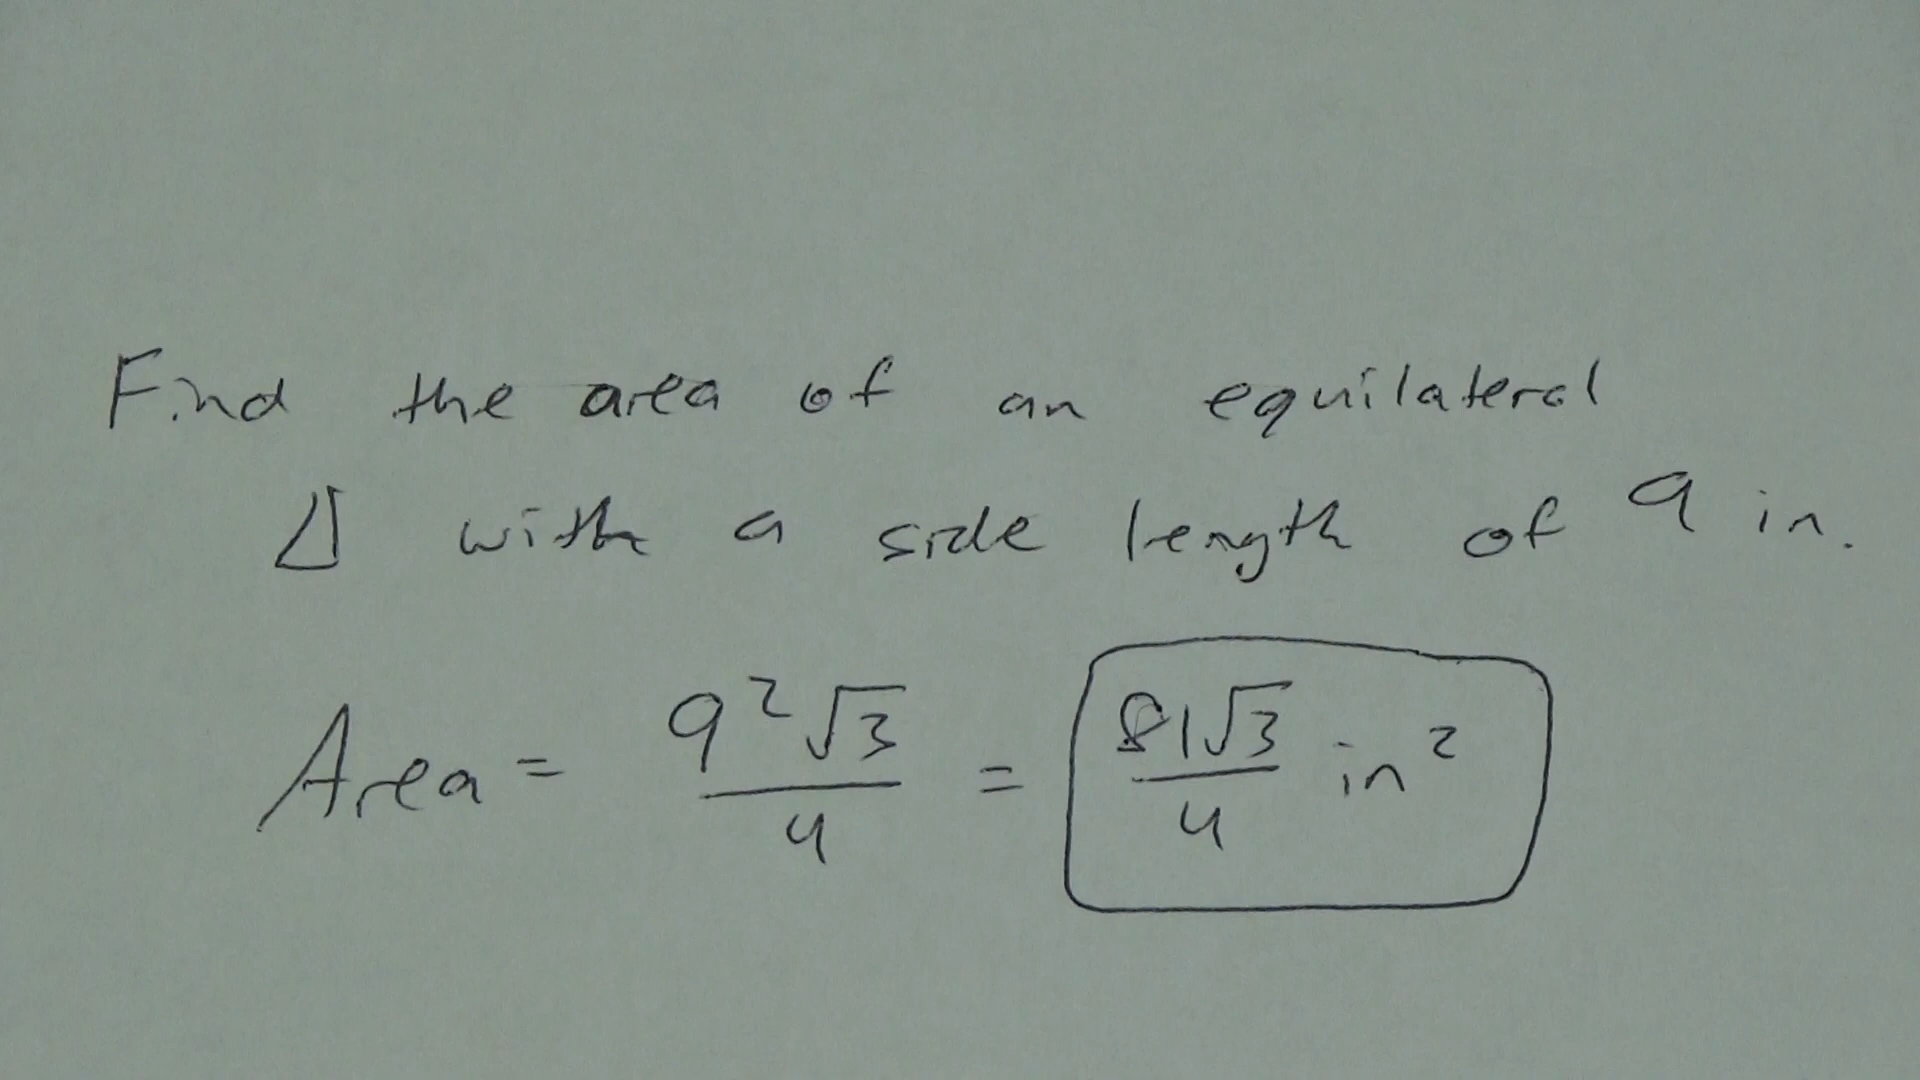 Find the area of an equilateral
Δ with a side length of 9 in.
Area = 9²√3/4 = 81√3/4 in²